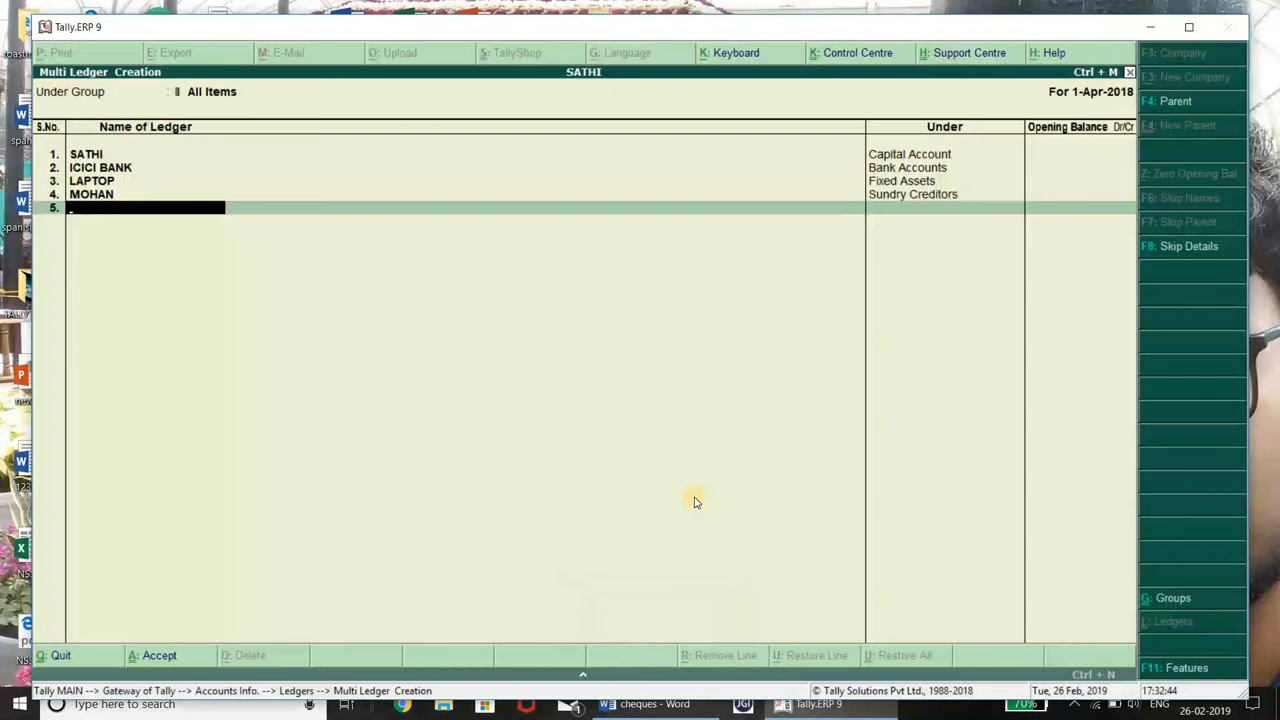 Tally.ERP 9
P: Print E: Export M: E-Mail O: Upload S: TallyShop G: Language K: Keyboard K: Control Centre H: Support Centre H: Help
F3: Company
Multi Ledger Creation SATHI Ctrl + M
F3: New Company
Under Group : All Items For 1-Apr-2018
F4: Parent
S.No. Name of Ledger Under Opening Balance Dr/Cr
F4: New Parent
1. SATHI Capital Account
2. ICICI BANK Bank Accounts
3. LAPTOP Fixed Assets
4. MOHAN Sundry Creditors
5.
Z: Zero Opening Bal
F6: Skip Names
F7: Skip Parent
F8: Skip Details
G: Groups
L: Ledgers
F11: Features
Q: Quit A: Accept D: Delete R: Remove Line U: Restore Line U: Restore All
Ctrl + N
Tally MAIN --> Gateway of Tally --> Accounts Info. --> Ledgers --> Multi Ledger Creation © Tally Solutions Pvt Ltd., 1988-2018 Tue, 26 Feb, 2019 17:32:44
Type here to search cheques - Word Tally.ERP 9 70% ENG
26-02-2019